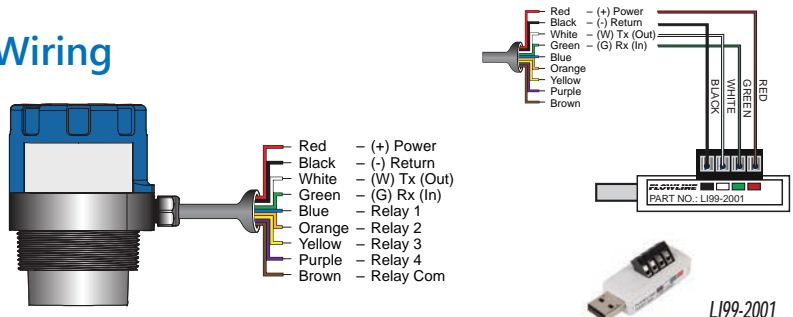 Wiring
Red – (+) Power
Black – (-) Return
White – (W) Tx (Out)
Green – (G) Rx (In)
Blue – Relay 1
Orange – Relay 2
Yellow – Relay 3
Purple – Relay 4
Brown – Relay Com
Red – (+) Power
Black – (-) Return
White – (W) Tx (Out)
Green – (G) Rx (In)
Blue
Orange
Yellow
Purple
Brown
BLACK
WHITE
GREEN
RED
FLOWLINE
PART NO.: LI99-2001
LI99-2001